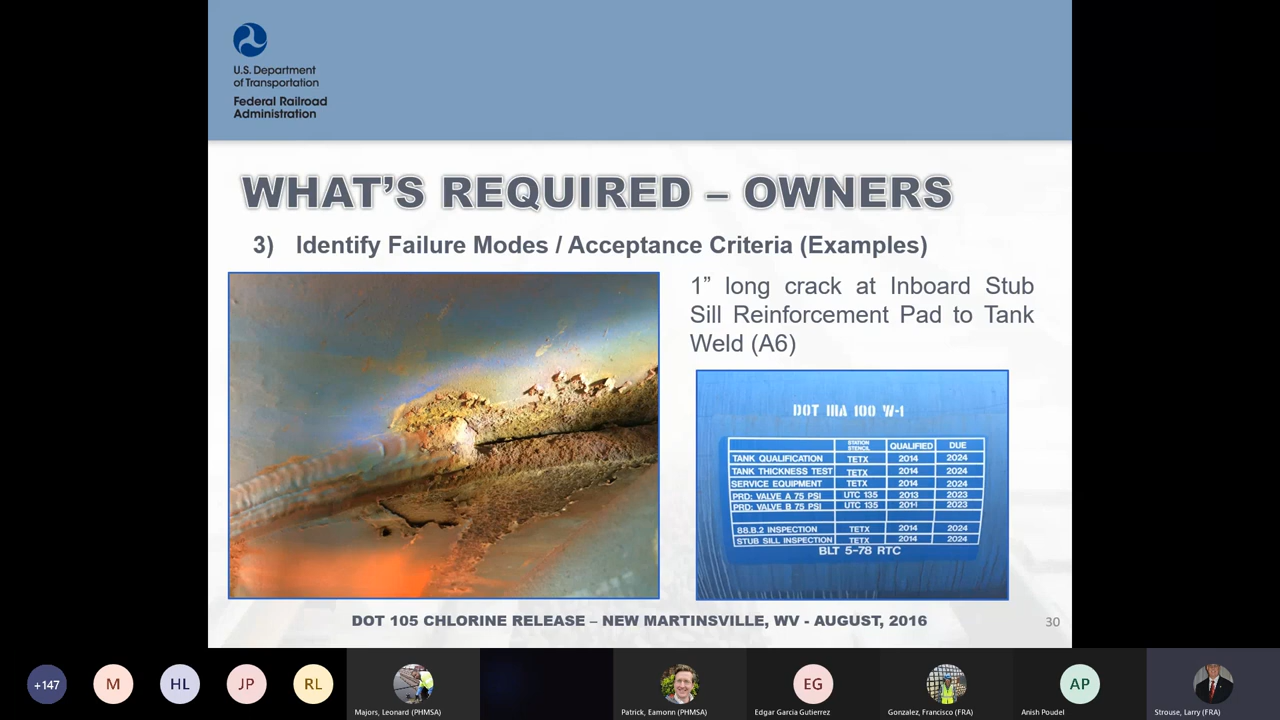 U.S. Department
of Transportation
Federal Railroad
Administration
WHAT'S REQUIRED – OWNERS
3) Identify Failure Modes / Acceptance Criteria (Examples)
1” long crack at Inboard Stub
Sill Reinforcement Pad to Tank
Weld (A6)
DOT 111A 100 W-1
STATION STENCIL QUALIFIED DUE
TANK QUALIFICATION TETX 2014 2024
TANK THICKNESS TEST TETX 2014 2024
SERVICE EQUIPMENT TETX 2014 2024
PRD: VALVE A 75 PSI UTC 135 2013 2023
PRD: VALVE B 75 PSI UTC 135 2023
88.B.2 INSPECTION TETX 2014 2024
STUB SILL INSPECTION TETX 2014 2024
BLT 5-78 RTC
DOT 105 CHLORINE RELEASE – NEW MARTINSVILLE, WV - AUGUST, 2016
30
+147
M
HL
JP
RL
EG
AP
Majors, Leonard (PHMSA)
Patrick, Eamonn (PHMSA)
Edgar Garcia Gutierrez
Gonzalez, Francisco (FRA)
Anish Poudel
Strouse, Larry (FRA)